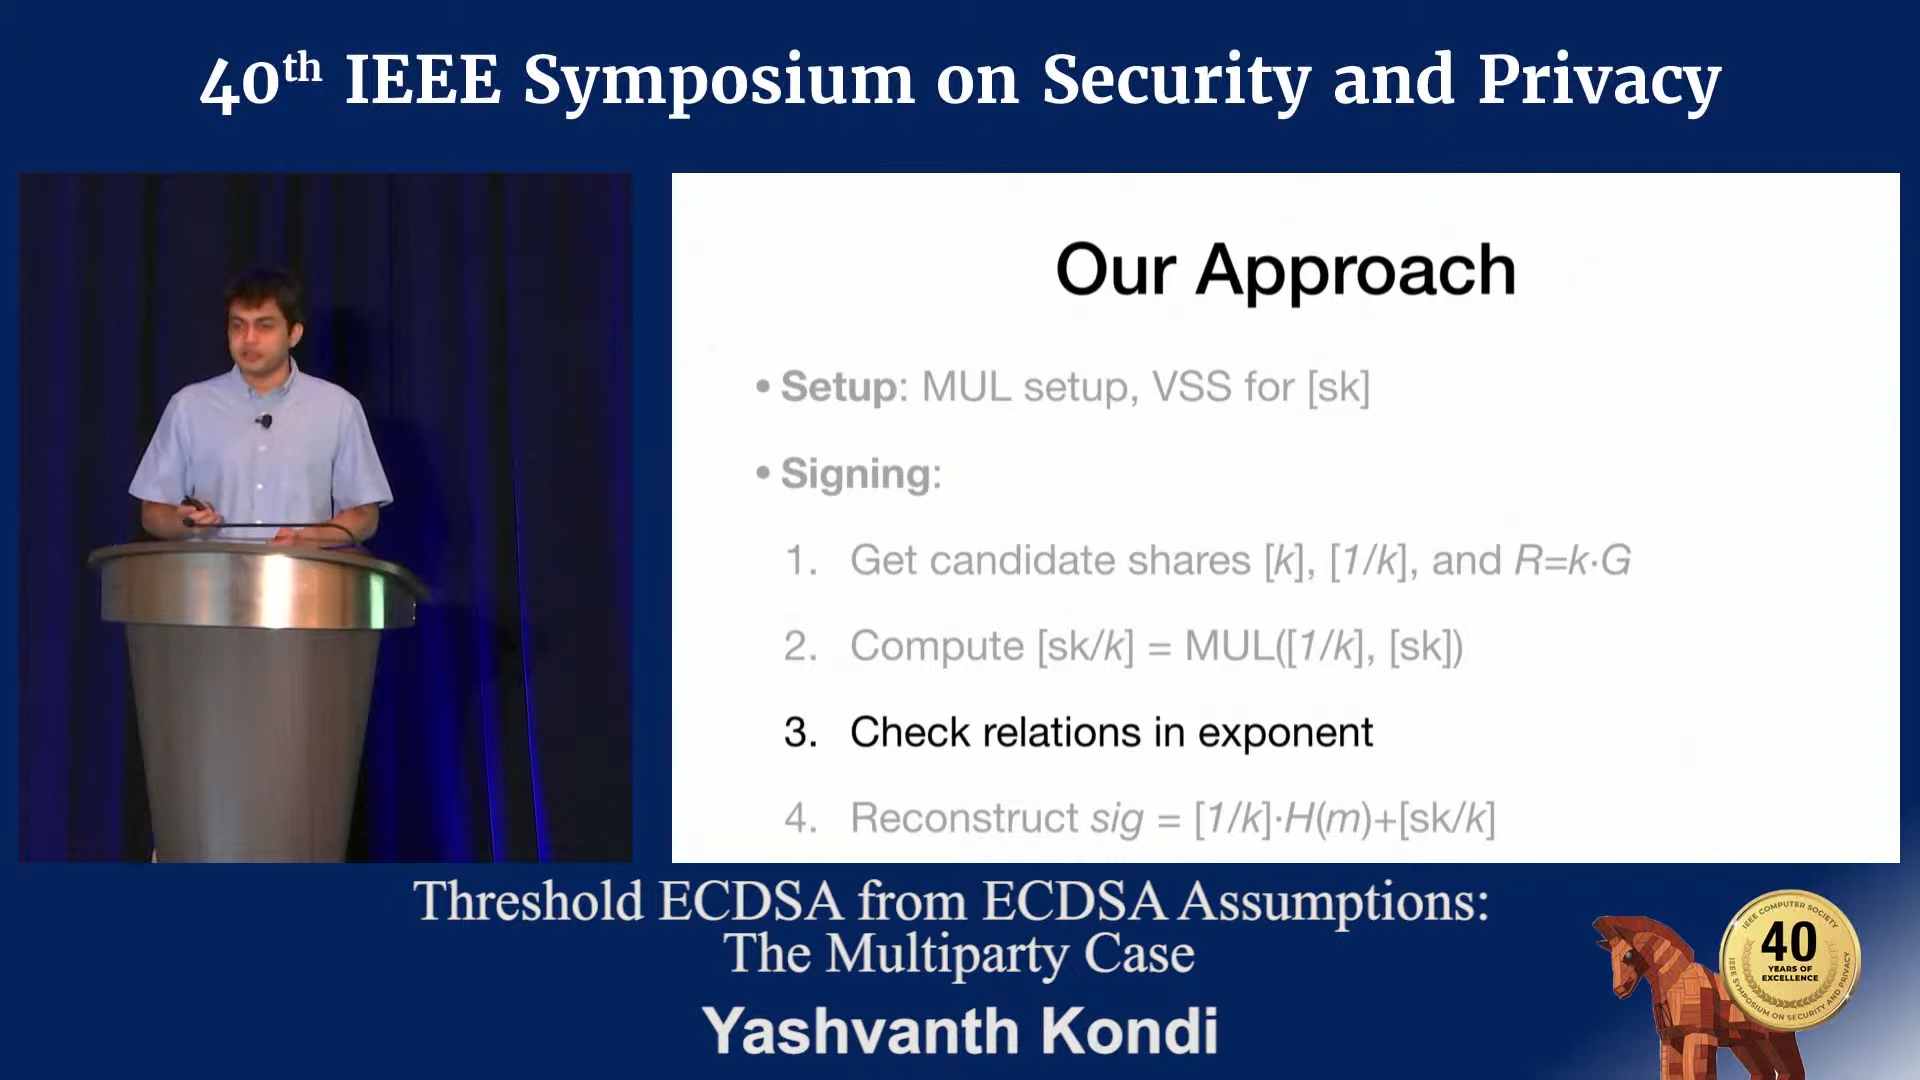 40th IEEE Symposium on Security and Privacy
Our Approach
• Setup: MUL setup, VSS for [sk]
• Signing:
1. Get candidate shares [k], [1/k], and R=k·G
2. Compute [sk/k] = MUL([1/k], [sk])
3. Check relations in exponent
4. Reconstruct sig = [1/k]·H(m)+[sk/k]
Threshold ECDSA from ECDSA Assumptions:
The Multiparty Case
Yashvanth Kondi
IEEE COMPUTER SOCIETY
40
YEARS OF
EXCELLENCE
IEEE SYMPOSIUM ON SECURITY AND PRIVACY